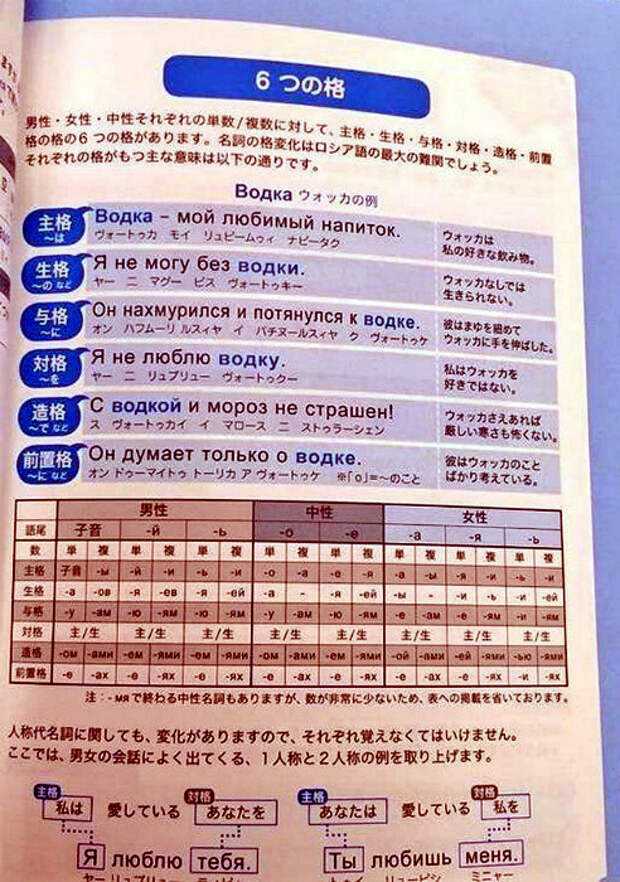 6つの格
男性・女性・中性それぞれの単数/複数に対して、主格・生格・与格・対格・造格・前置
格の格の6つの格があります。名詞の格変化はロシア語の最大の難関でしょう。
それぞれの格がもつ主な意味は以下の通りです。
Водка ウォッカの例
主格 Водка – мой любимый напиток. ウォッカは
～は ヴォートゥカ モイ リュビームゥィ ナピータク 私の好きな飲み物。
生格 Я не могу без водки. ウォッカなしでは
～の など ヤー ニ マグー ビス ヴォートゥキー 生きられない。
与格 Он нахмурился и потянулся к водке. 彼はまゆを細めて
～に オン ハフムーリ ルスィヤ イ パチヌールスィヤ ク ヴォートゥケ ウォッカに手を伸ばした。
対格 Я не люблю водку. 私はウォッカを
～を ヤー ニ リュブリュー ヴォートゥクー 好きではない。
造格 С водкой и мороз не страшен! ウォッカさえあれば
～で など ス ヴォートゥカイ イ マロース ニ ストゥラーシェン 厳しい寒さも怖くない。
前置格 Он думает только о водке. 彼はウォッカのこと
～に など オン ドゥーマイトゥ トーリカ ア ヴォートゥケ ※「о」=～のこと ばかり考えている。
男性 中性 女性
語尾 子音 -й -ь -о -е -а -я -ь
数 単 複 単 複 単 複 単 複 単 複 単 複 単 複 単 複
主格 子音 -ы -й -и -ь -и -о -а -е -я -а -ы -я -и -ь -и
生格 -а -ов -я -ев -я -ей -а - -я -ей -ы - -и -ь -и -ей
与格 -у -ам -ю -ям -ю -ям -у -ам -ю -ям -е -ам -е -ям -и -ям
対格 主/生 主/生 主/生 主/生 主/生 主/生 主/生 主/生
造格 -ом -ами -ем -ями -ем -ями -ом -ами -ем -ями -ой -ами -ей -ями -ью -ями
前置格 -е -ах -е -ях -е -ях -е -ах -е -ях -е -ах -е -ях -и -ях
注：-мяで終わる中性名詞もありますが、数が非常に少ないため、表への掲載を省いております。
人称代名詞に関しても、変化がありますので、それぞれ覚えなくてはいけません。
ここでは、男女の会話によく出てくる、1人称と2人称の例を取り上げます。
主格 対格 主格 対格
私は 愛している あなたを あなたは 愛している 私を
Я люблю тебя. Ты любишь меня.
ヤー リュブリュー トゥイ リュービシ ミニャー